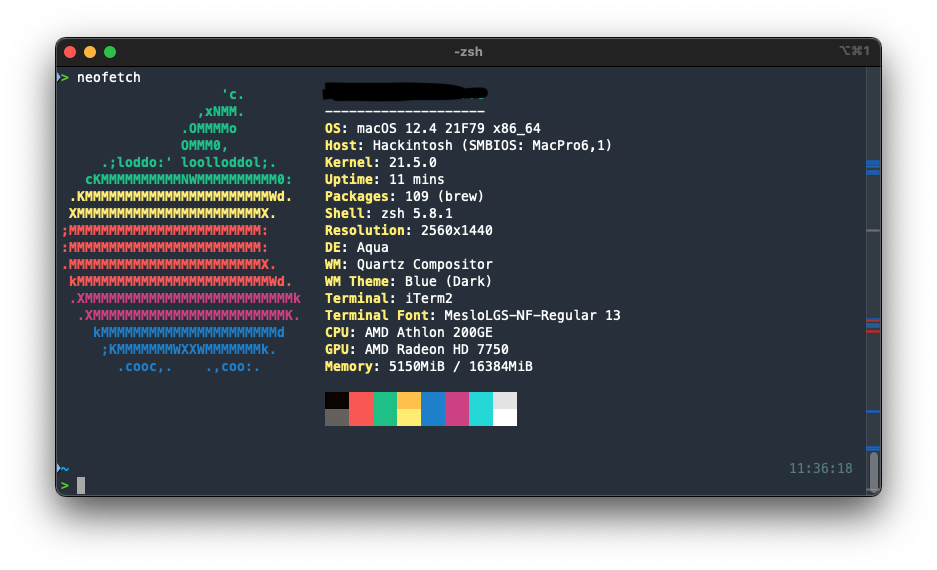 -zsh
⌥⌘1
> neofetch
'c.
,xNMM.
.OMMMMo
OMMM0,
.;loddo:' loolloddol;.
cKMMMMMMMMMMNWMMMMMMMMMM0:
.KMMMMMMMMMMMMMMMMMMMMMMMWd.
XMMMMMMMMMMMMMMMMMMMMMMMX.
;MMMMMMMMMMMMMMMMMMMMMMMM:
:MMMMMMMMMMMMMMMMMMMMMMMM:
.MMMMMMMMMMMMMMMMMMMMMMMMX.
kMMMMMMMMMMMMMMMMMMMMMMMMWd.
.XMMMMMMMMMMMMMMMMMMMMMMMMMMk
.XMMMMMMMMMMMMMMMMMMMMMMMMK.
kMMMMMMMMMMMMMMMMMMMMMMd
;KMMMMMMMWXXWMMMMMMMk.
.cooc,. .,coo:.
--------------------
OS: macOS 12.4 21F79 x86_64
Host: Hackintosh (SMBIOS: MacPro6,1)
Kernel: 21.5.0
Uptime: 11 mins
Packages: 109 (brew)
Shell: zsh 5.8.1
Resolution: 2560x1440
DE: Aqua
WM: Quartz Compositor
WM Theme: Blue (Dark)
Terminal: iTerm2
Terminal Font: MesloLGS-NF-Regular 13
CPU: AMD Athlon 200GE
GPU: AMD Radeon HD 7750
Memory: 5150MiB / 16384MiB
~
11:36:18
>